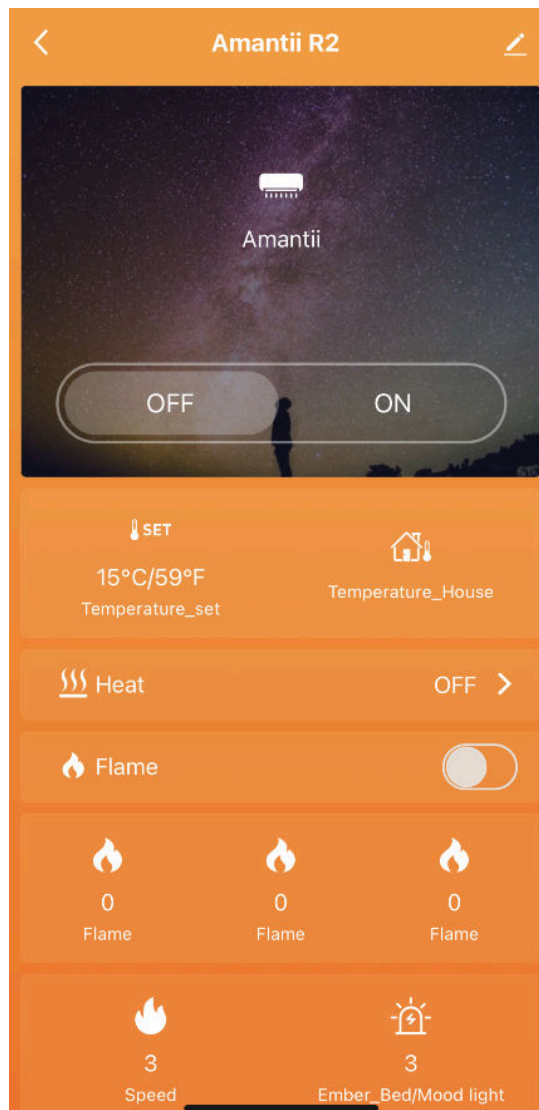 Amantii R2
Amantii
OFF ON
SET
15°C/59°F
Temperature_set
Temperature_House
Heat OFF
Flame
0 0 0
Flame Flame Flame
3 3
Speed Ember_Bed/Mood light